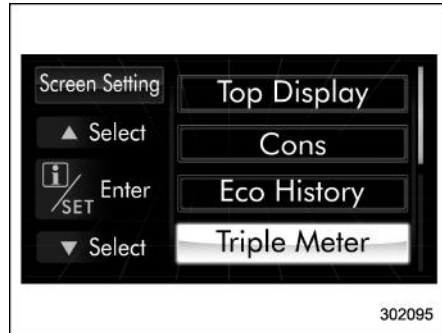 Screen Setting
▲ Select
i/SET Enter
▼ Select
Top Display
Cons
Eco History
Triple Meter
302095